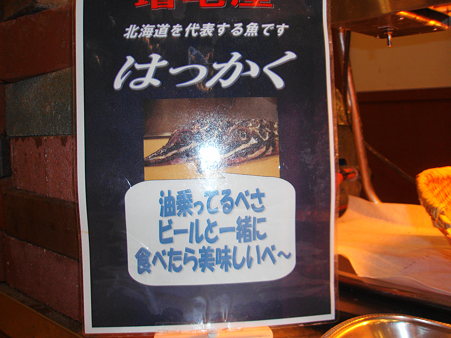 北海道を代表する魚です
はっかく
油乗ってるべさ
ビールと一緒に
食べたら美味しいべ～